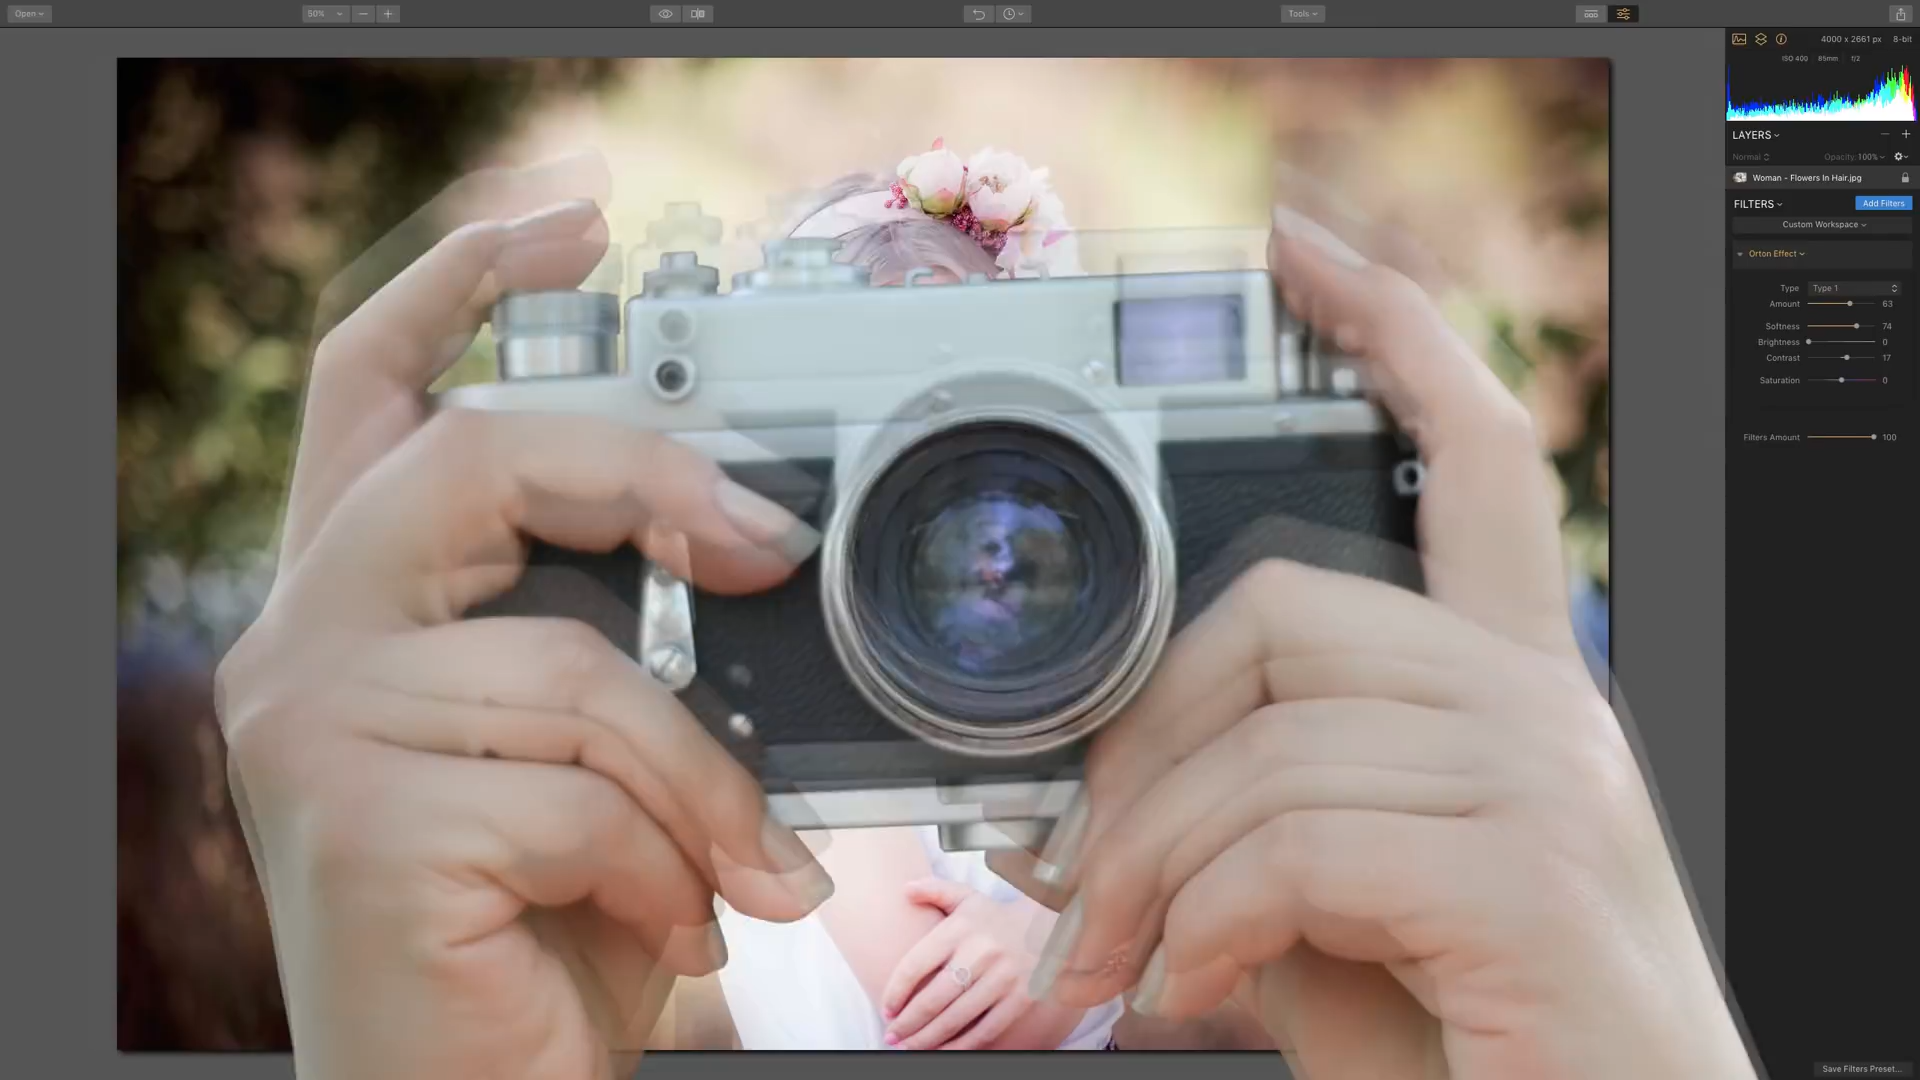 Open
50%
Tools
4000 x 2661 px 8-bit
ISO 400 85mm f/2
LAYERS
Normal Opacity: 100%
Woman - Flowers In Hair.jpg
FILTERS Add Filters
Custom Workspace
Orton Effect
Type Type 1
Amount 63
Softness 74
Brightness 0
Contrast 17
Saturation 0
Filters Amount 100
Save Filters Preset...